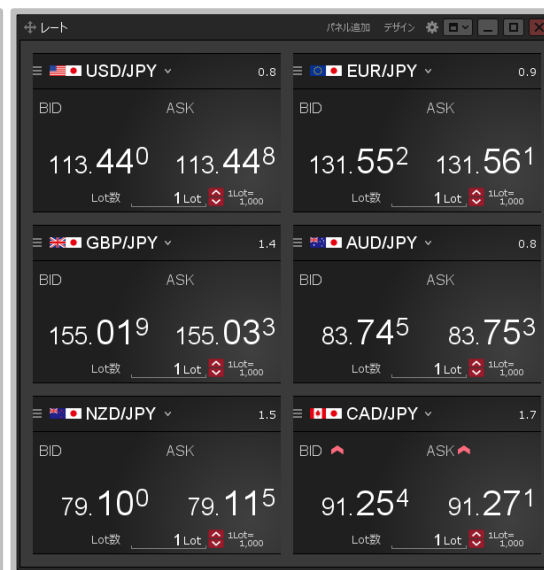 レート パネル追加 デザイン
USD/JPY 0.8
BID ASK
113.440 113.448
Lot数 1 Lot 1Lot=1,000
EUR/JPY 0.9
BID ASK
131.552 131.561
Lot数 1 Lot 1Lot=1,000
GBP/JPY 1.4
BID ASK
155.019 155.033
Lot数 1 Lot 1Lot=1,000
AUD/JPY 0.8
BID ASK
83.745 83.753
Lot数 1 Lot 1Lot=1,000
NZD/JPY 1.5
BID ASK
79.100 79.115
Lot数 1 Lot 1Lot=1,000
CAD/JPY 1.7
BID ASK
91.254 91.271
Lot数 1 Lot 1Lot=1,000